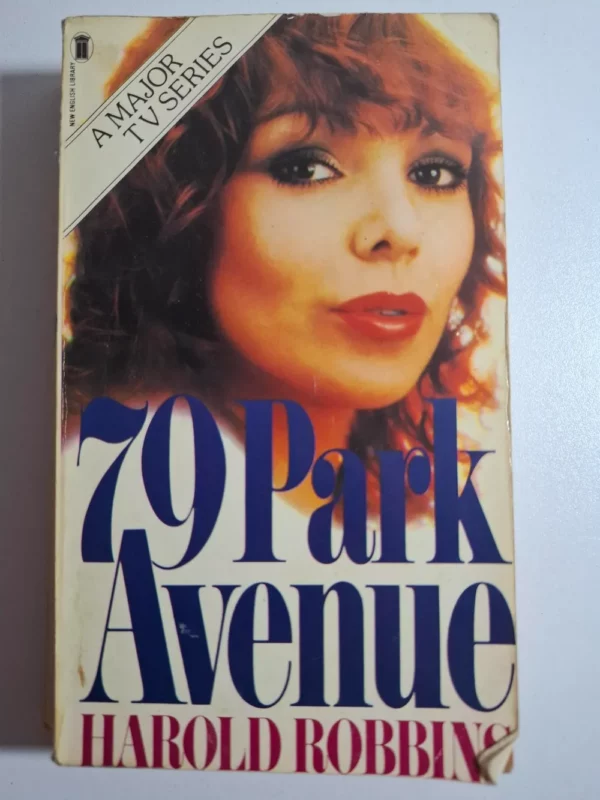 NEW ENGLISH LIBRARY
A MAJOR
TV SERIES
79 Park
Avenue
HAROLD ROBBINS